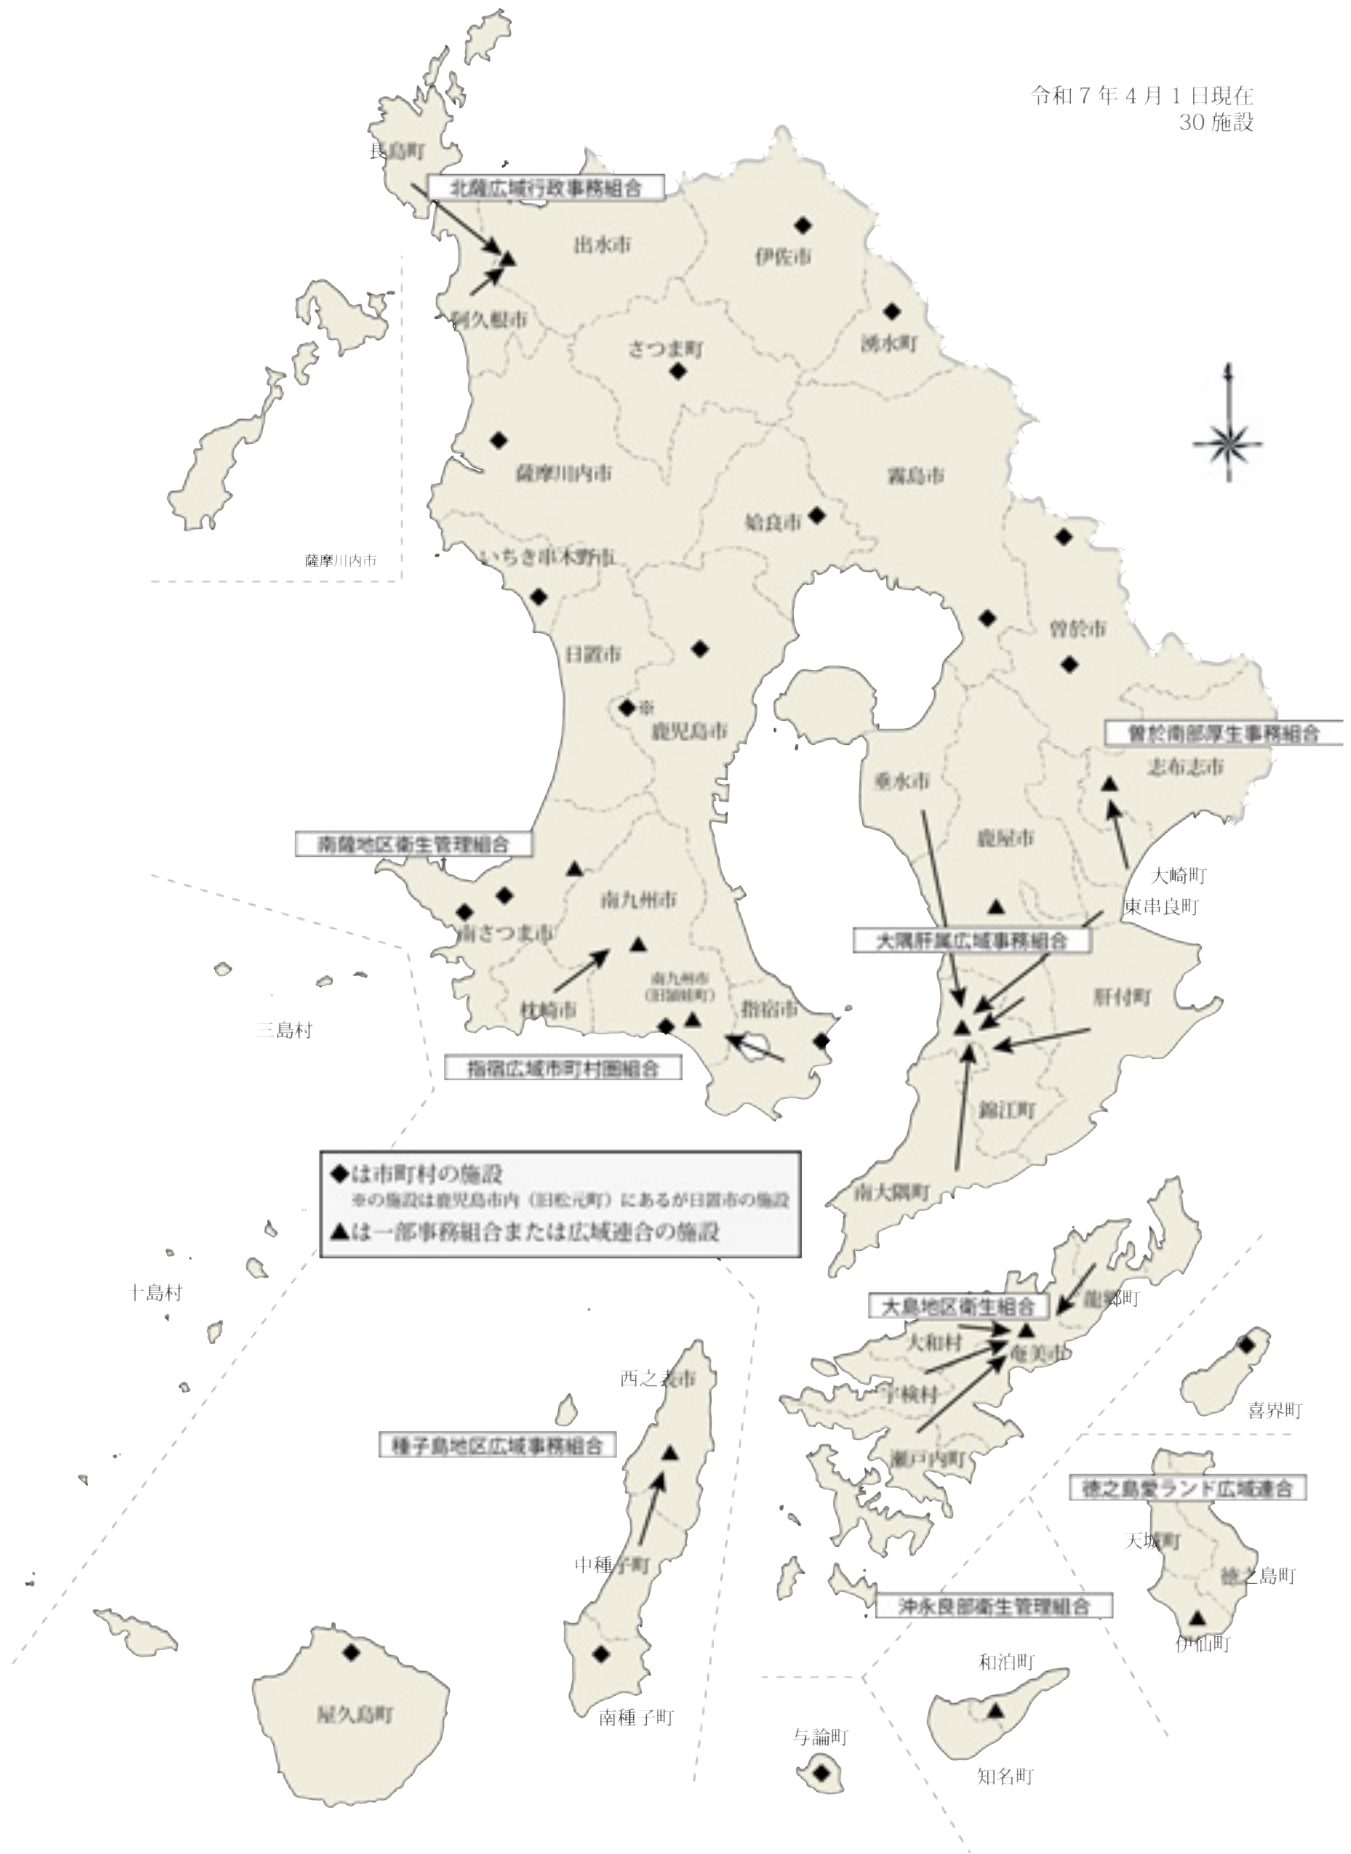 令和7年4月1日現在
30 施設
長島町
北薩広域行政事務組合
出水市
伊佐市
阿久根市
さつま町
湧水町
薩摩川内市
霧島市
姶良市
いちき串木野市
薩摩川内市
曽於市
日置市
※
鹿児島市
曽於南部厚生事務組合
志布志市
垂水市
鹿屋市
南薩地区衛生管理組合
大崎町
南九州市
東串良町
南さつま市
大隅肝属広域事務組合
南九州市
(旧頴娃町)
肝付町
枕崎市
指宿市
三島村
指宿広域市町村圏組合
錦江町
◆は市町村の施設
※の施設は鹿児島市内(旧松元町)にあるが日置市の施設
▲は一部事務組合または広域連合の施設
南大隅町
十島村
龍郷町
大島地区衛生組合
大和村
奄美市
西之表市
宇検村
喜界町
種子島地区広域事務組合
瀬戸内町
徳之島愛ランド広域連合
天城町
中種子町
徳之島町
沖永良部衛生管理組合
伊仙町
和泊町
屋久島町
南種子町
与論町
知名町